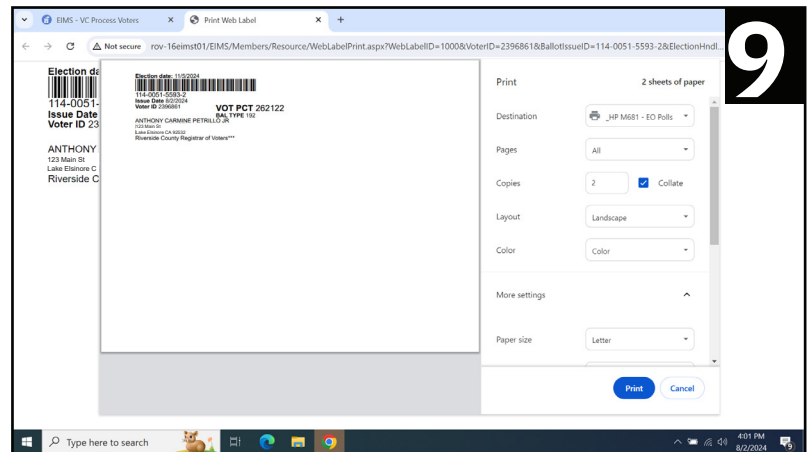 EIMS - VC Process Voters
Print Web Label
Not secure rov-16eimst01/EIMS/Members/Resource/WebLabelPrint.aspx?WebLabelID=1000&VoterID=2396861&BallotIssueID=114-0051-5593-2&ElectionHndl...
9
Election da
114-0051-
Issue Date
Voter ID 23
ANTHONY
123 Main St
Lake Elsinore C
Riverside C
Election date: 11/5/2024
114-0051-5593-2
Issue Date 8/2/2024
Voter ID 2396861
VOT PCT 262122
BAL TYPE 192
ANTHONY CARMINE PETRILLO JR
123 Main St
Lake Elsinore CA 92532
Riverside County Registrar of Voters***
Print 2 sheets of paper
Destination _HP M681 - EO Polls
Pages All
Copies 2 Collate
Layout Landscape
Color Color
More settings
Paper size Letter
Print Cancel
Type here to search
4:01 PM
8/2/2024
9